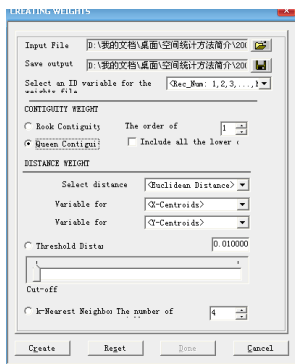 CREATING WEIGHTS
Input File D:\我的文档\桌面\空间统计方法简介\200
Save output D:\我的文档\桌面\空间统计方法简介\200
Select an ID variable for the <Rec_Num: 1,2,3,...,N
weights file
CONTIGUITY WEIGHT
Rook Contiguity The order of 1
Queen Contigui Include all the lower
DISTANCE WEIGHT
Select distance <Euclidean Distance>
Variable for <X-Centroids>
Variable for <Y-Centroids>
Threshold Distan 0.010000
Cut-off
k-Nearest Neighbor The number of 4
Create Reset Done Cancel